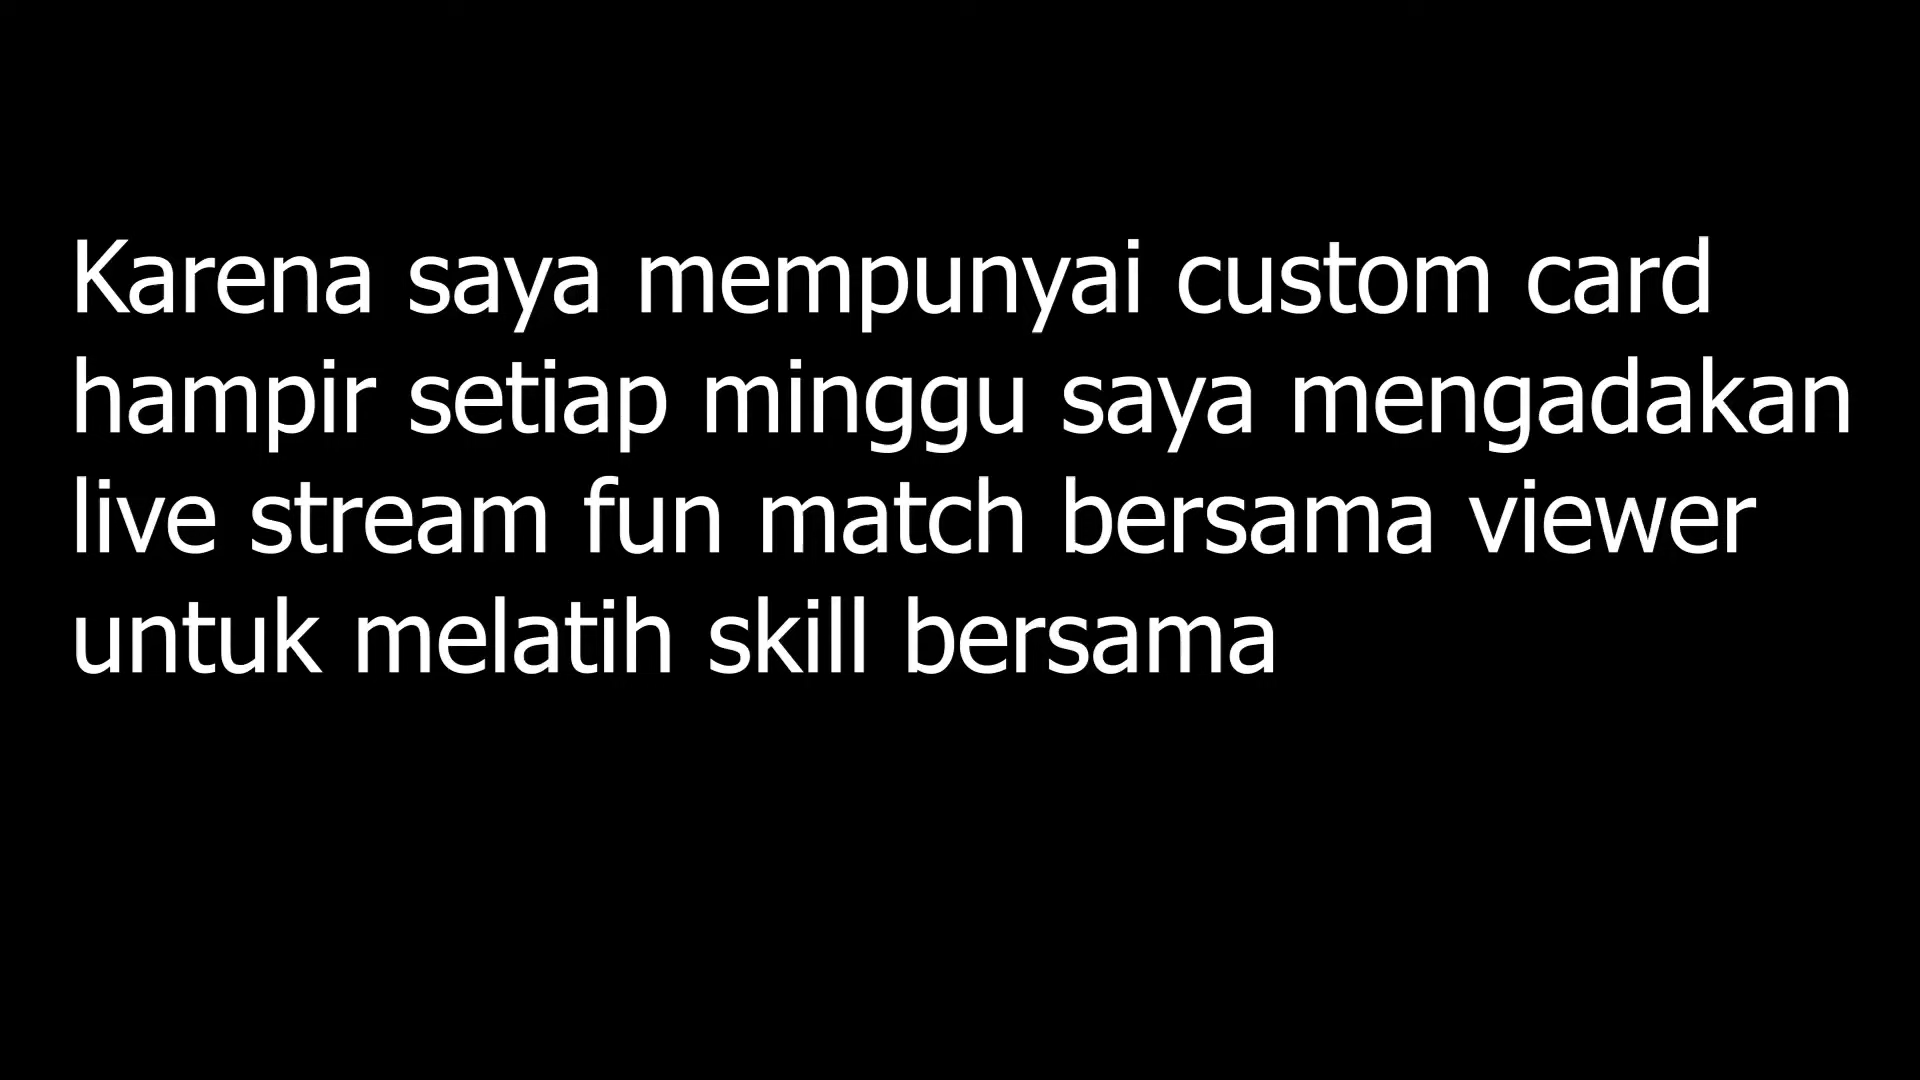 Karena saya mempunyai custom card
hampir setiap minggu saya mengadakan
live stream fun match bersama viewer
untuk melatih skill bersama